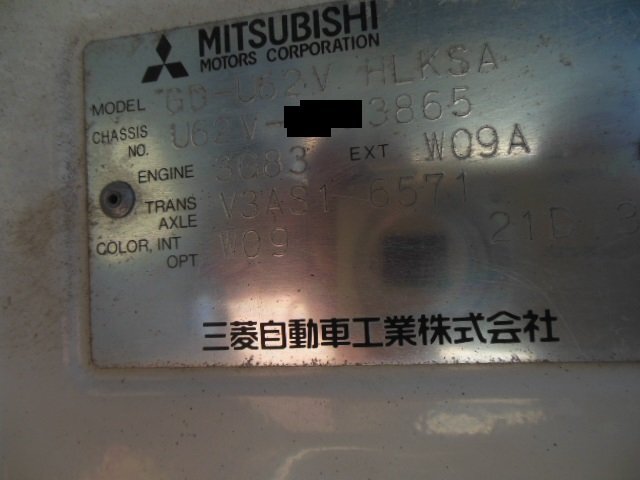 MITSUBISHI
MOTORS CORPORATION
MODEL GD-U62V HLKSA
CHASSIS NO. U62V- 3865
ENGINE 3G83 EXT W09A
TRANS AXLE V3AS1 6571
COLOR, INT OPT W09 21D 9
三菱自動車工業株式会社